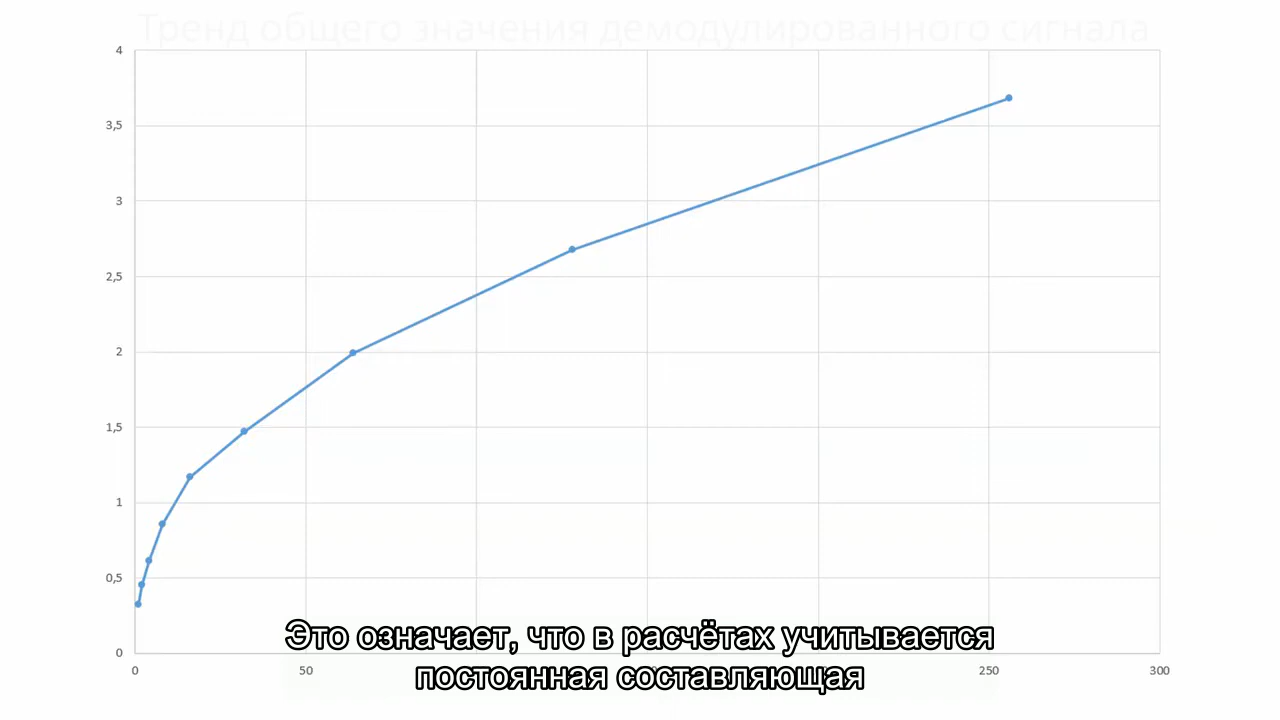 Тренд общего значения демодулированного сигнала
4
3,5
3
2,5
2
1,5
1
0,5
0
0 50 250 300
Это означает, что в расчётах учитывается
постоянная составляющая